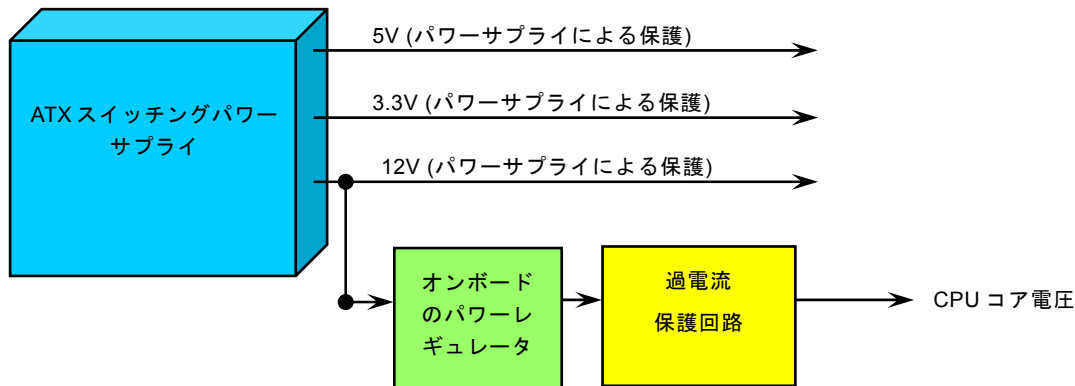 5V (パワーサプライによる保護)
3.3V (パワーサプライによる保護)
ATX スイッチングパワー
サプライ
12V (パワーサプライによる保護)
オンボード
のパワーレ
ギュレータ
過電流
保護回路
CPU コア電圧